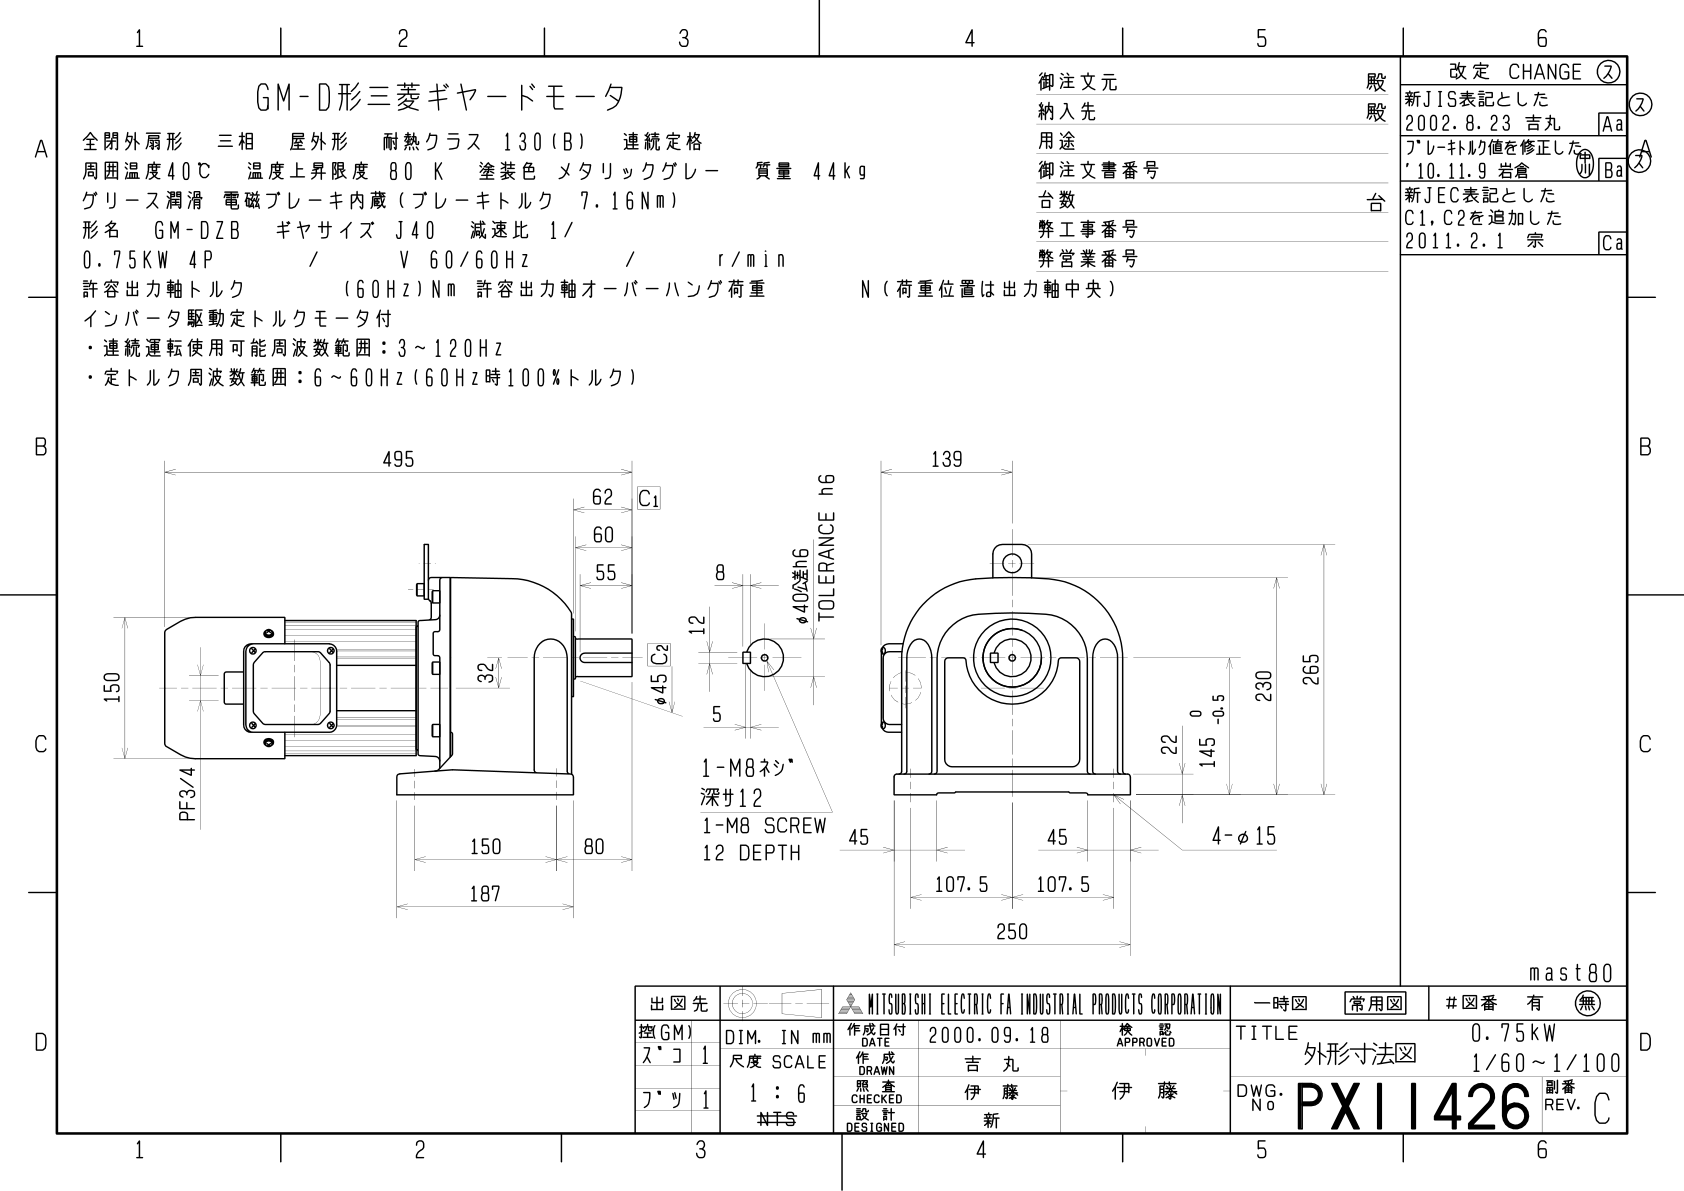 1 2 3 4 5 6
GM-D形三菱ギヤードモータ
全閉外扇形 三相 屋外形 耐熱クラス 130(B) 連続定格
周囲温度40℃ 温度上昇限度 80 K 塗装色 メタリックグレー 質量 44kg
グリース潤滑 電磁ブレーキ内蔵(ブレーキトルク 7.16Nm)
形名 GM-DZB ギヤサイズ J40 減速比 1/
0.75KW 4P / V 60/60Hz / r/min
許容出力軸トルク (60Hz)Nm 許容出力軸オーバーハング荷重 N(荷重位置は出力軸中央)
インバータ駆動定トルクモータ付
・連続運転使用可能周波数範囲:3~120Hz
・定トルク周波数範囲:6~60Hz(60Hz時100%トルク)
御注文元 殿
納入先 殿
用途
御注文書番号
台数 台
弊工事番号
弊営業番号
改定 CHANGE ス
新JIS表記とした ス
2002.8.23 吉丸 Aa
ブレーキトルク値を修正した
'10.11.9 岩倉 Ba ス
新JEC表記とした
C1,C2を追加した
2011.2.1 宗 Ca
A A
B B
C C
D D
495
62 C1
60
55
150
32
C2
φ45
PF3/4
150 80
187
8
12
5
φ40公差h6
TOLERANCE h6
1-M8ネジ
深サ12
1-M8 SCREW
12 DEPTH
139
265
230
145 0 -0.5
22
4-φ15
45 45
107.5 107.5
250
mast80
出図先
控(GM)
スコ 1
ブツ 1
DIM. IN mm
尺度 SCALE
1 : 6
NTS
MITSUBISHI ELECTRIC FA INDUSTRIAL PRODUCTS CORPORATION
作成日付 DATE 2000.09.18
作成 DRAWN 吉丸
照査 CHECKED 伊藤
設計 DESIGNED 新
検認 APPROVED
伊藤
一時図 常用図 #図番 有 無
TITLE 外形寸法図
0.75kW
1/60~1/100
DWG. No PX11426
副番 REV. C
1 2 3 4 5 6